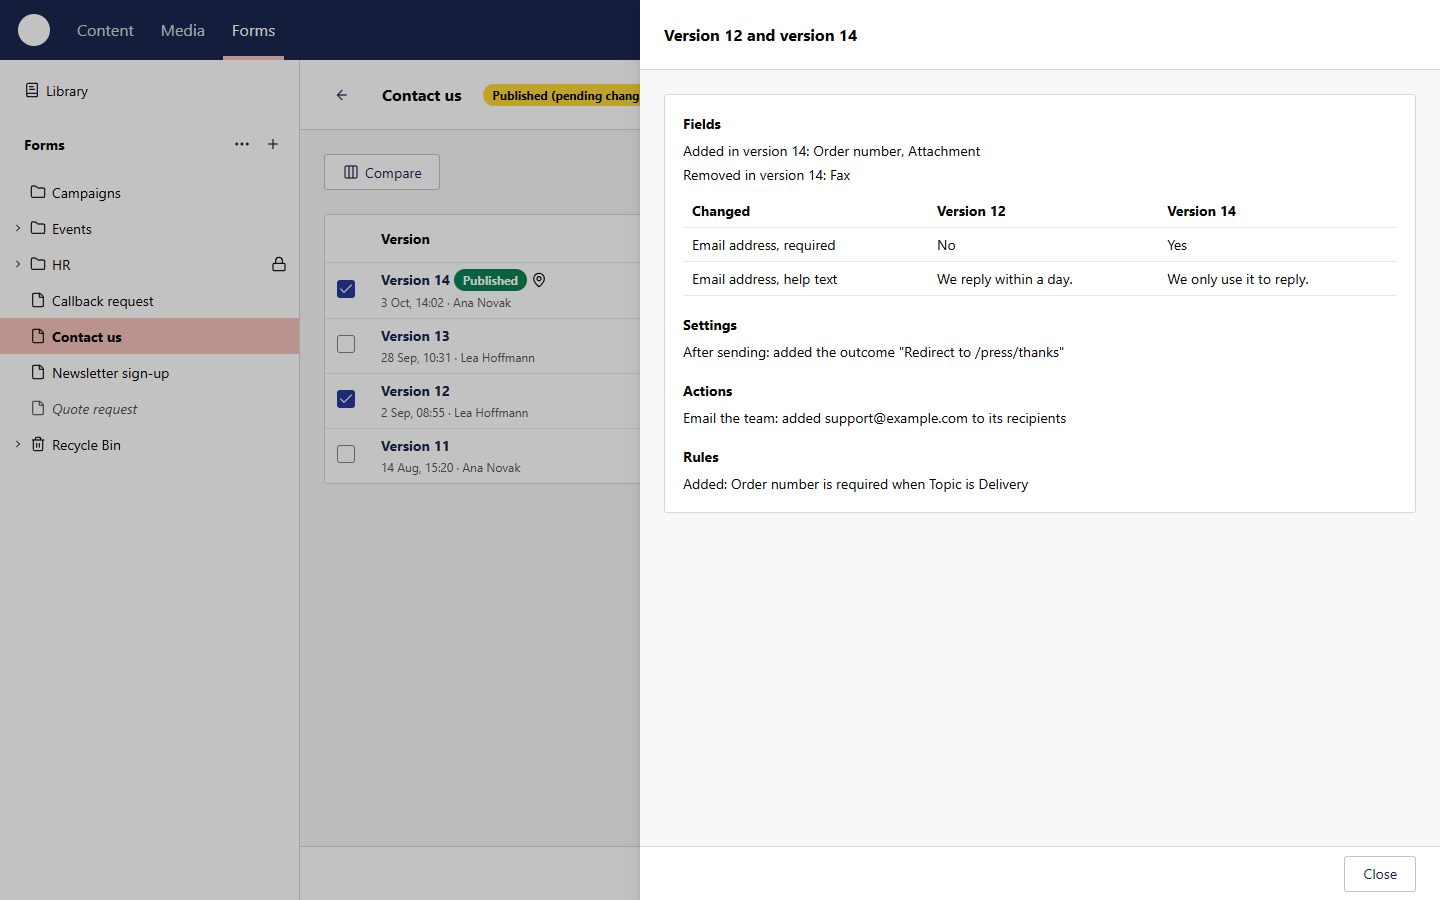 Content Media Forms
Library
Forms
Campaigns
Events
HR
Callback request
Contact us
Newsletter sign-up
Quote request
Recycle Bin
Contact us Published (pending chang
Compare
Version
Version 14 Published
3 Oct, 14:02 · Ana Novak
Version 13
28 Sep, 10:31 · Lea Hoffmann
Version 12
2 Sep, 08:55 · Lea Hoffmann
Version 11
14 Aug, 15:20 · Ana Novak
Version 12 and version 14
Fields
Added in version 14: Order number, Attachment
Removed in version 14: Fax
Changed Version 12 Version 14
Email address, required No Yes
Email address, help text We reply within a day. We only use it to reply.
Settings
After sending: added the outcome "Redirect to /press/thanks"
Actions
Email the team: added support@example.com to its recipients
Rules
Added: Order number is required when Topic is Delivery
Close